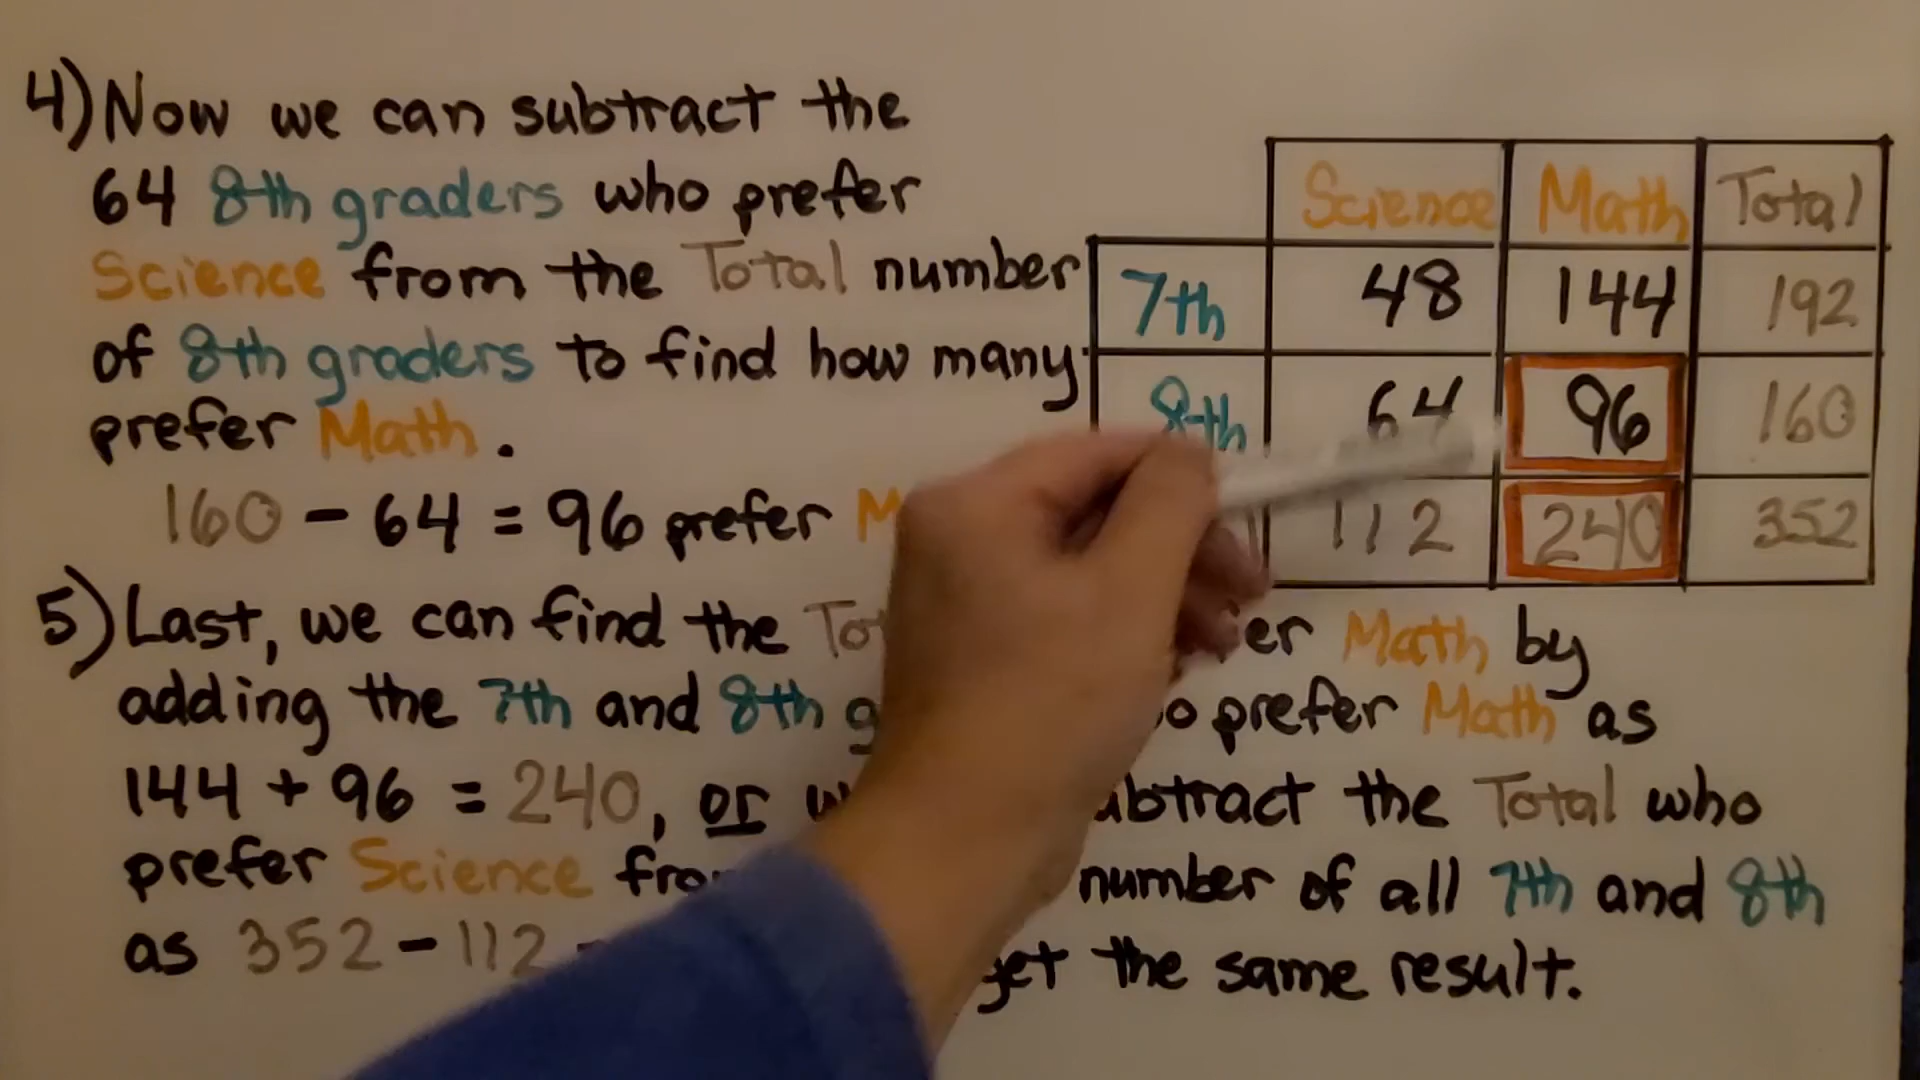 4) Now we can subtract the
64 8th graders who prefer
Science from the Total number
of 8th graders to find how many
prefer Math.
160 - 64 = 96 prefer
5) Last, we can find the prefer Math by
adding the 7th and 8th prefer Math as
144 + 96 = 240, or subtract the Total who
prefer Science from number of all 7th and 8th
as 352 - 112 get the same result.
Science Math Total
7th 48 144 192
8th 64 96 160
112 240 352